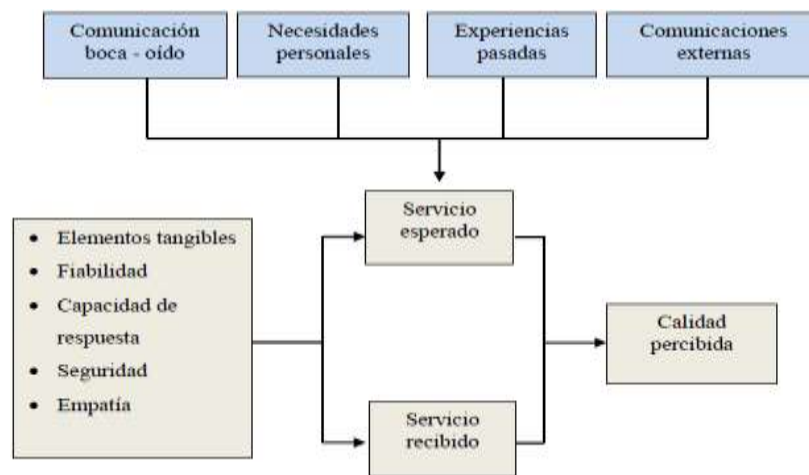 Comunicación
boca - oído
Necesidades
personales
Experiencias
pasadas
Comunicaciones
externas
Servicio
esperado
• Elementos tangibles
• Fiabilidad
• Capacidad de
respuesta
• Seguridad
• Empatía
Calidad
percibida
Servicio
recibido